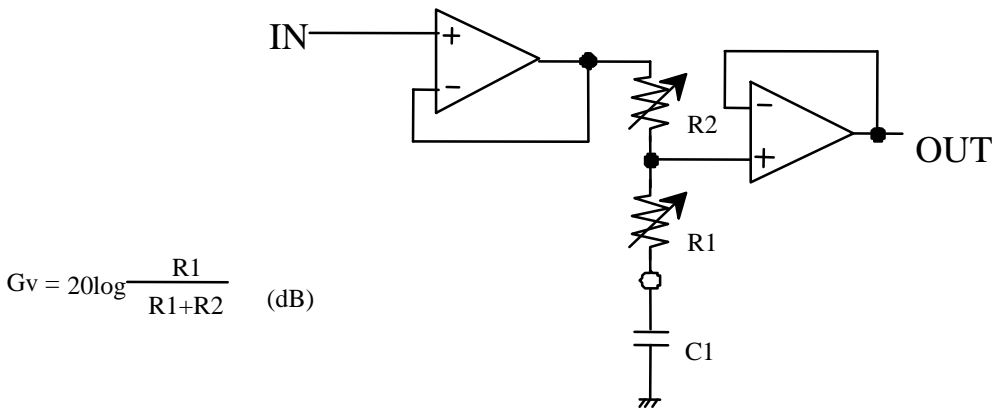 IN
+
−
R2
−
+
OUT
R1
Gv = 20log R1 / R1+R2 (dB)
C1